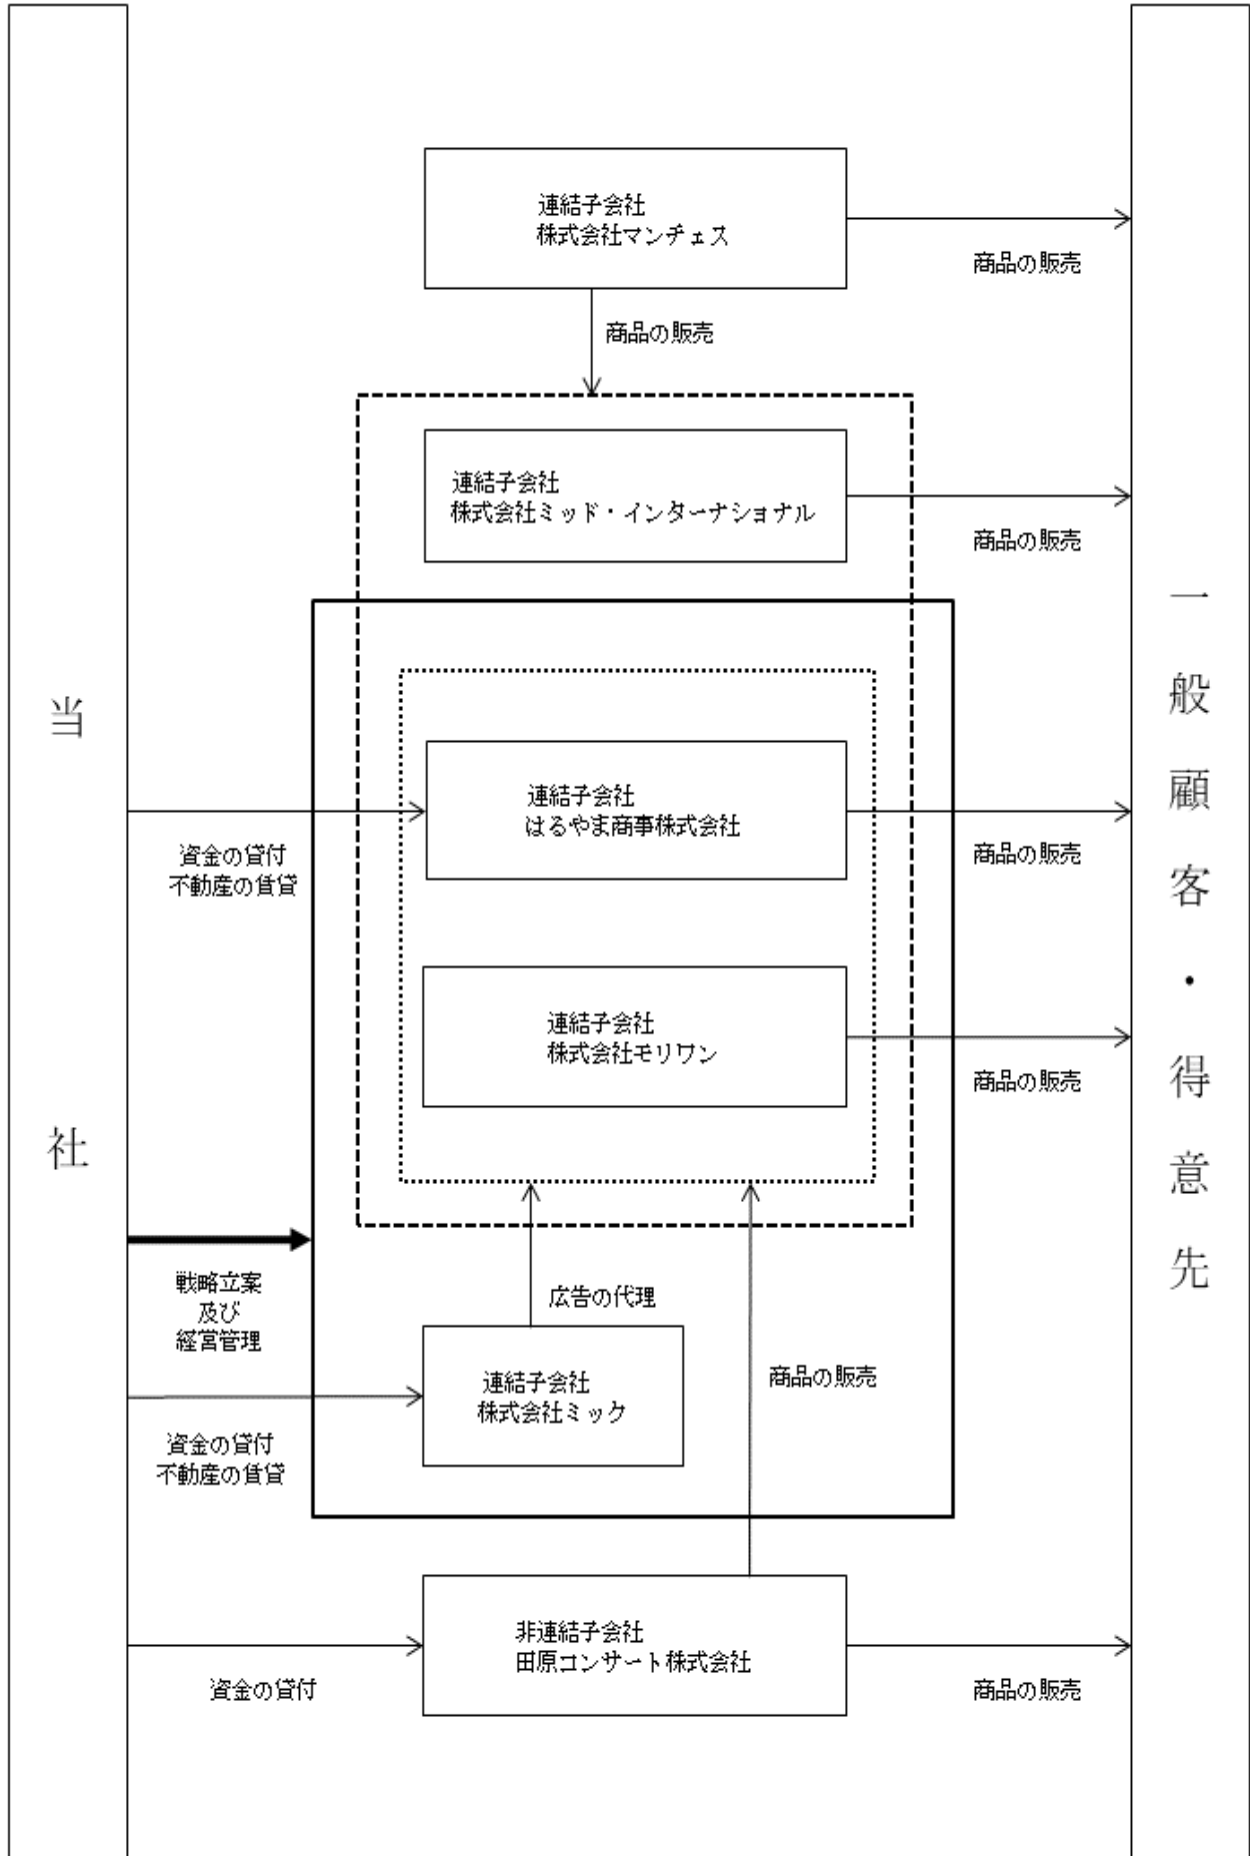 当社
連結子会社
株式会社マンチェス
商品の販売
商品の販売
連結子会社
株式会社ミッド・インターナショナル
商品の販売
連結子会社
はるやま商事株式会社
資金の貸付
不動産の賃貸
商品の販売
連結子会社
株式会社モリワン
商品の販売
戦略立案
及び
経営管理
広告の代理
連結子会社
株式会社ミック
商品の販売
資金の貸付
不動産の賃貸
非連結子会社
田原コンサート株式会社
資金の貸付
商品の販売
一般顧客・得意先